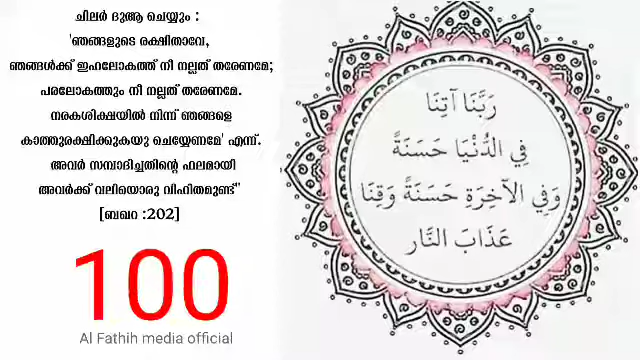 ചിലർ ദുആ ചെയ്യും :
'ഞങ്ങളുടെ രക്ഷിതാവേ,
ഞങ്ങൾക്ക് ഇഹലോകത്ത് നീ നല്ലത് തരേണമേ;
പരലോകത്തും നീ നല്ലത് തരേണമേ.
നരകശിക്ഷയിൽ നിന്ന് ഞങ്ങളെ
കാത്തുരക്ഷിക്കുകയു ചെയ്യേണമേ' എന്ന്.
അവർ സമ്പാദിച്ചതിന്റെ ഫലമായി
അവർക്ക് വലിയൊരു വിഹിതമുണ്ട്"
[ബഖറ :202]
100
Al Fathih media official
رَبَّنَا آتِنَا
فِي الدُّنْيَا حَسَنَةً
وَفِي الْآخِرَةِ حَسَنَةً وَقِنَا
عَذَابَ النَّار